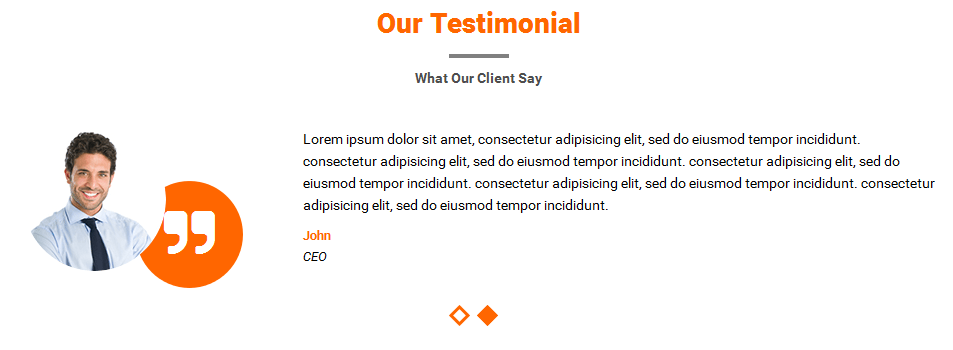 Our Testimonial
What Our Client Say
Lorem ipsum dolor sit amet, consectetur adipisicing elit, sed do eiusmod tempor incididunt.
consectetur adipisicing elit, sed do eiusmod tempor incididunt. consectetur adipisicing elit, sed do
eiusmod tempor incididunt. consectetur adipisicing elit, sed do eiusmod tempor incididunt. consectetur
adipisicing elit, sed do eiusmod tempor incididunt.
John
CEO